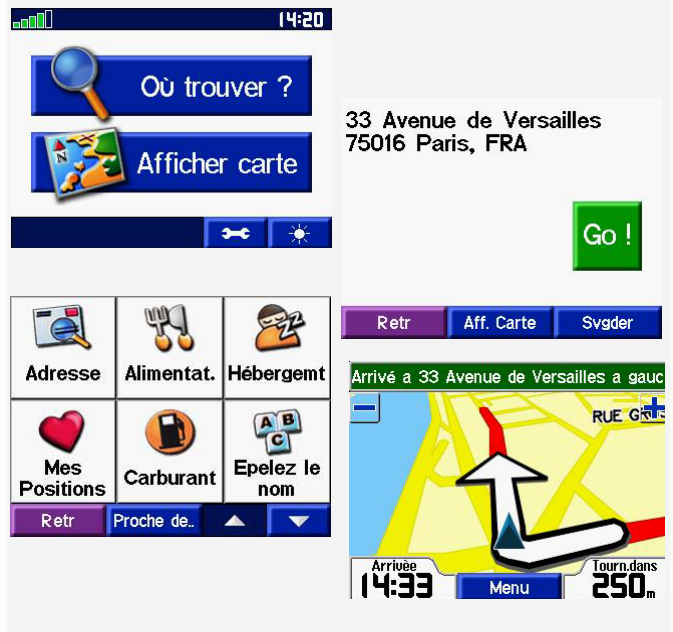 14:20
Où trouver ?
Afficher carte
33 Avenue de Versailles
75016 Paris, FRA
Go !
Retr
Aff. Carte
Svgder
N
Adresse
Alimentat.
Hébergemt
Z Z Z
A B
C
Mes
Positions
Carburant
Epelez le
nom
Retr
Proche de..
Arrivé a 33 Avenue de Versailles a gauc
RUE
Arrivèe
14:33
Menu
Tourn.dans
250m